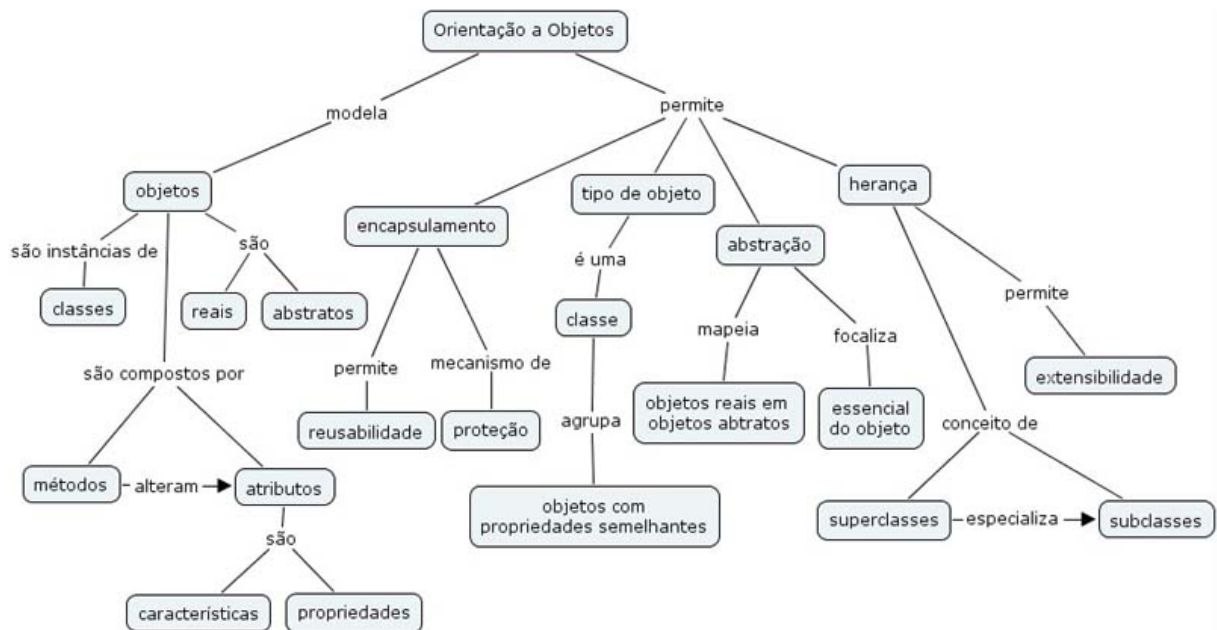 Orientação a Objetos
modela
permite
objetos
tipo de objeto
herança
encapsulamento
abstração
são instâncias de
são
é uma
classes
reais
abstratos
classe
permite
mapeia
focaliza
são compostos por
permite
mecanismo de
extensibilidade
objetos reais em
objetos abtratos
essencial
do objeto
reusabilidade
proteção
agrupa
conceito de
métodos
alteram
atributos
objetos com
propriedades semelhantes
superclasses
especializa
subclasses
são
características
propriedades